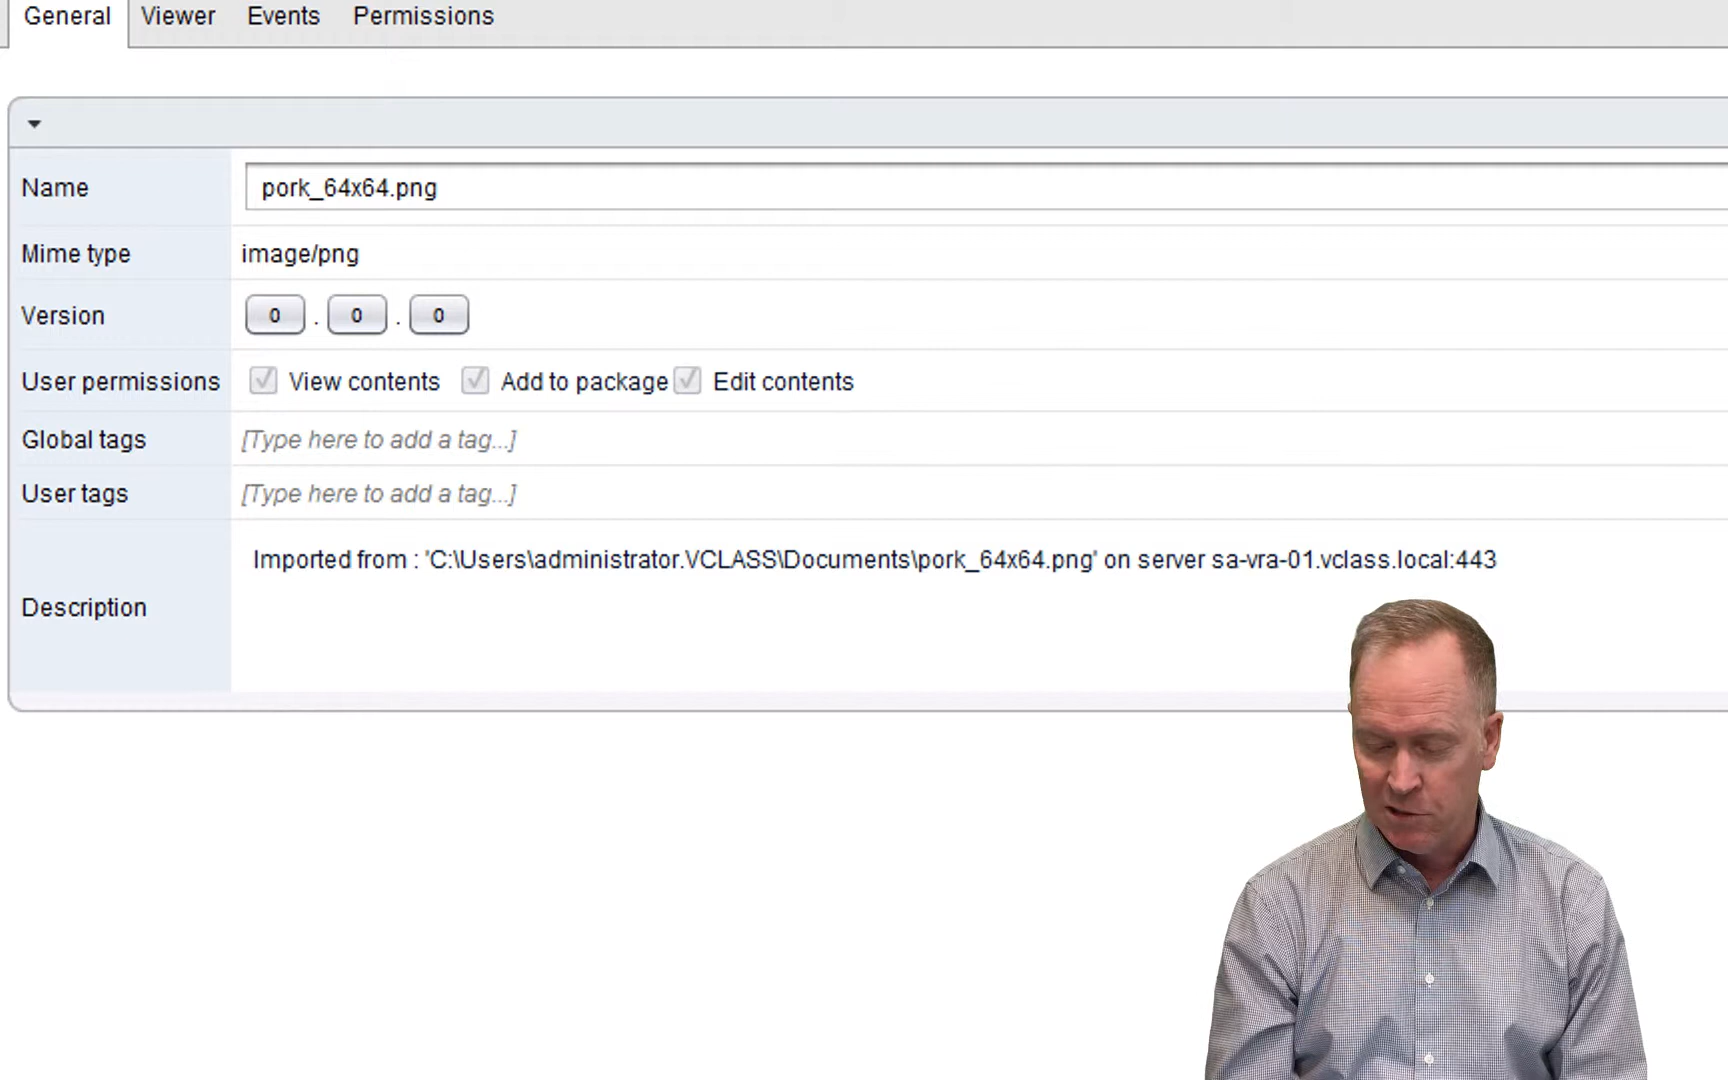 General Viewer Events Permissions
Name pork_64x64.png
Mime type image/png
Version 0 . 0 . 0
User permissions View contents Add to package Edit contents
Global tags [Type here to add a tag...]
User tags [Type here to add a tag...]
Imported from : 'C:\Users\administrator.VCLASS\Documents\pork_64x64.png' on server sa-vra-01.vclass.local:443
Description